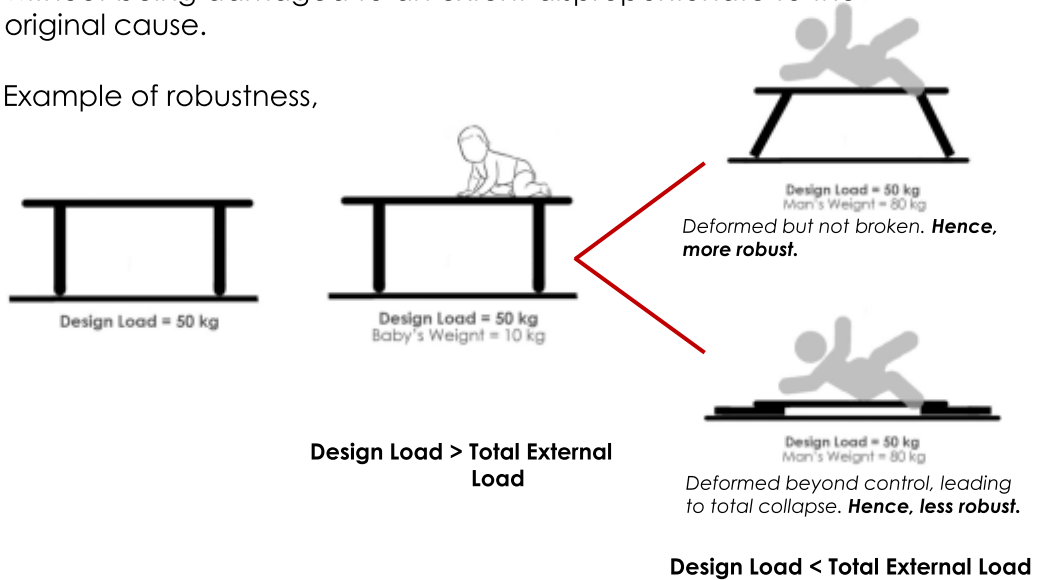 original cause.
Example of robustness,
Design Load = 50 kg
Design Load = 50 kg
Baby's Weignt = 10 kg
Design Load > Total External
Load
Design Load = 50 kg
Man's Weignt = 80 kg
Deformed but not broken. Hence,
more robust.
Design Load = 50 kg
Man's Weignt = 80 kg
Deformed beyond control, leading
to total collapse. Hence, less robust.
Design Load < Total External Load